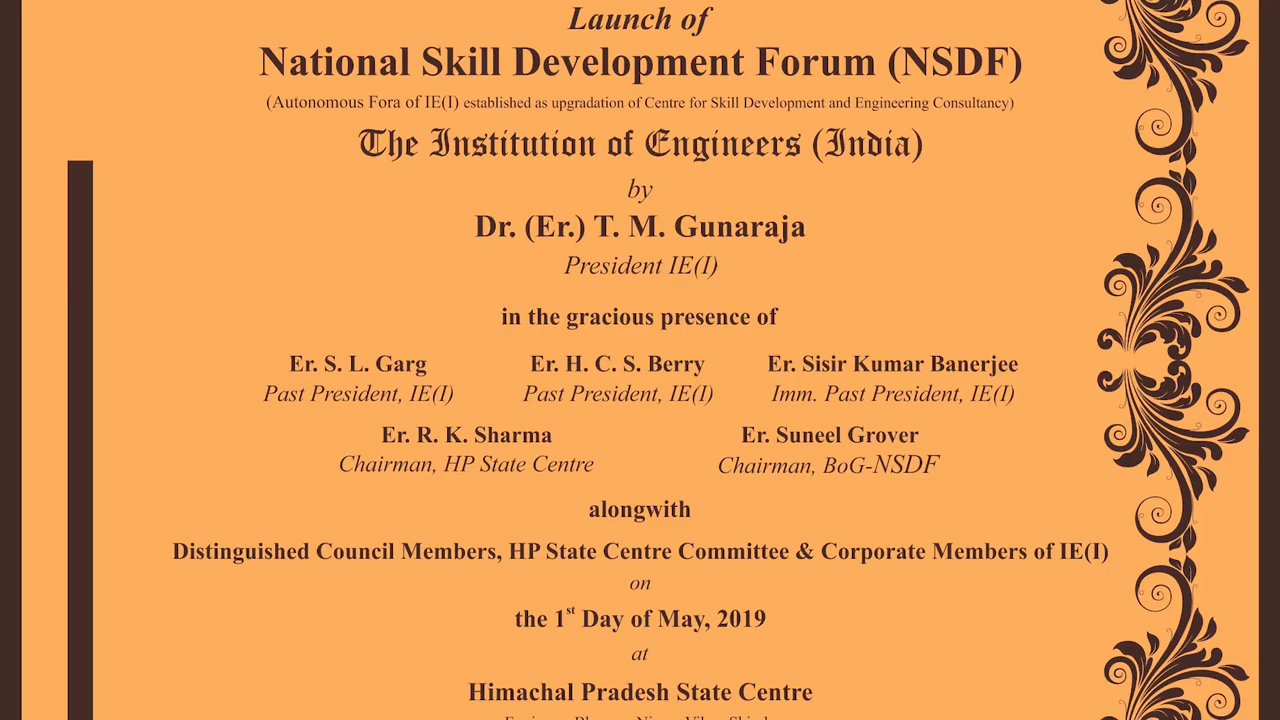 Launch of
National Skill Development Forum (NSDF)
(Autonomous Fora of IE(I) established as upgradation of Centre for Skill Development and Engineering Consultancy)
The Institution of Engineers (India)
by
Dr. (Er.) T. M. Gunaraja
President IE(I)
in the gracious presence of
Er. S. L. Garg Er. H. C. S. Berry Er. Sisir Kumar Banerjee
Past President, IE(I) Past President, IE(I) Imm. Past President, IE(I)
Er. R. K. Sharma Er. Suneel Grover
Chairman, HP State Centre Chairman, BoG-NSDF
alongwith
Distinguished Council Members, HP State Centre Committee & Corporate Members of IE(I)
on
the 1st Day of May, 2019
at
Himachal Pradesh State Centre